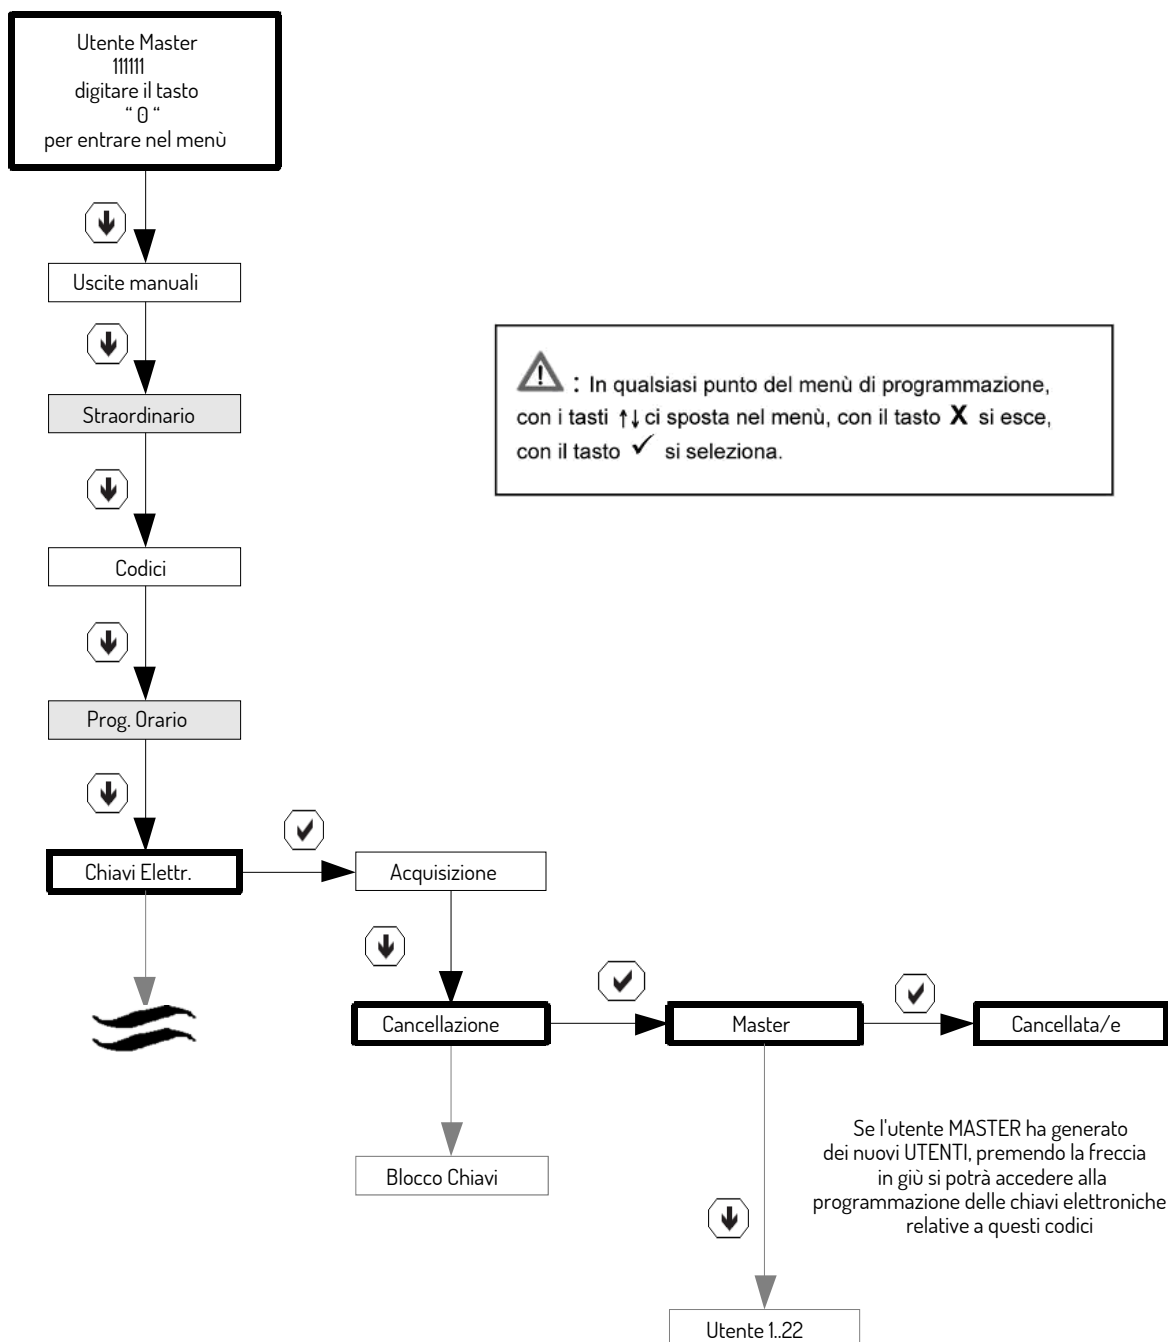 Utente Master
111111
digitare il tasto
“ 0 “
per entrare nel menù
Uscite manuali
: In qualsiasi punto del menù di programmazione,
con i tasti ↑↓ ci sposta nel menù, con il tasto X si esce,
con il tasto ✓ si seleziona.
Straordinario
Codici
Prog. Orario
Chiavi Elettr.
Acquisizione
Cancellazione
Master
Cancellata/e
Blocco Chiavi
Se l'utente MASTER ha generato
dei nuovi UTENTI, premendo la freccia
in giù si potrà accedere alla
programmazione delle chiavi elettroniche
relative a questi codici
Utente 1..22